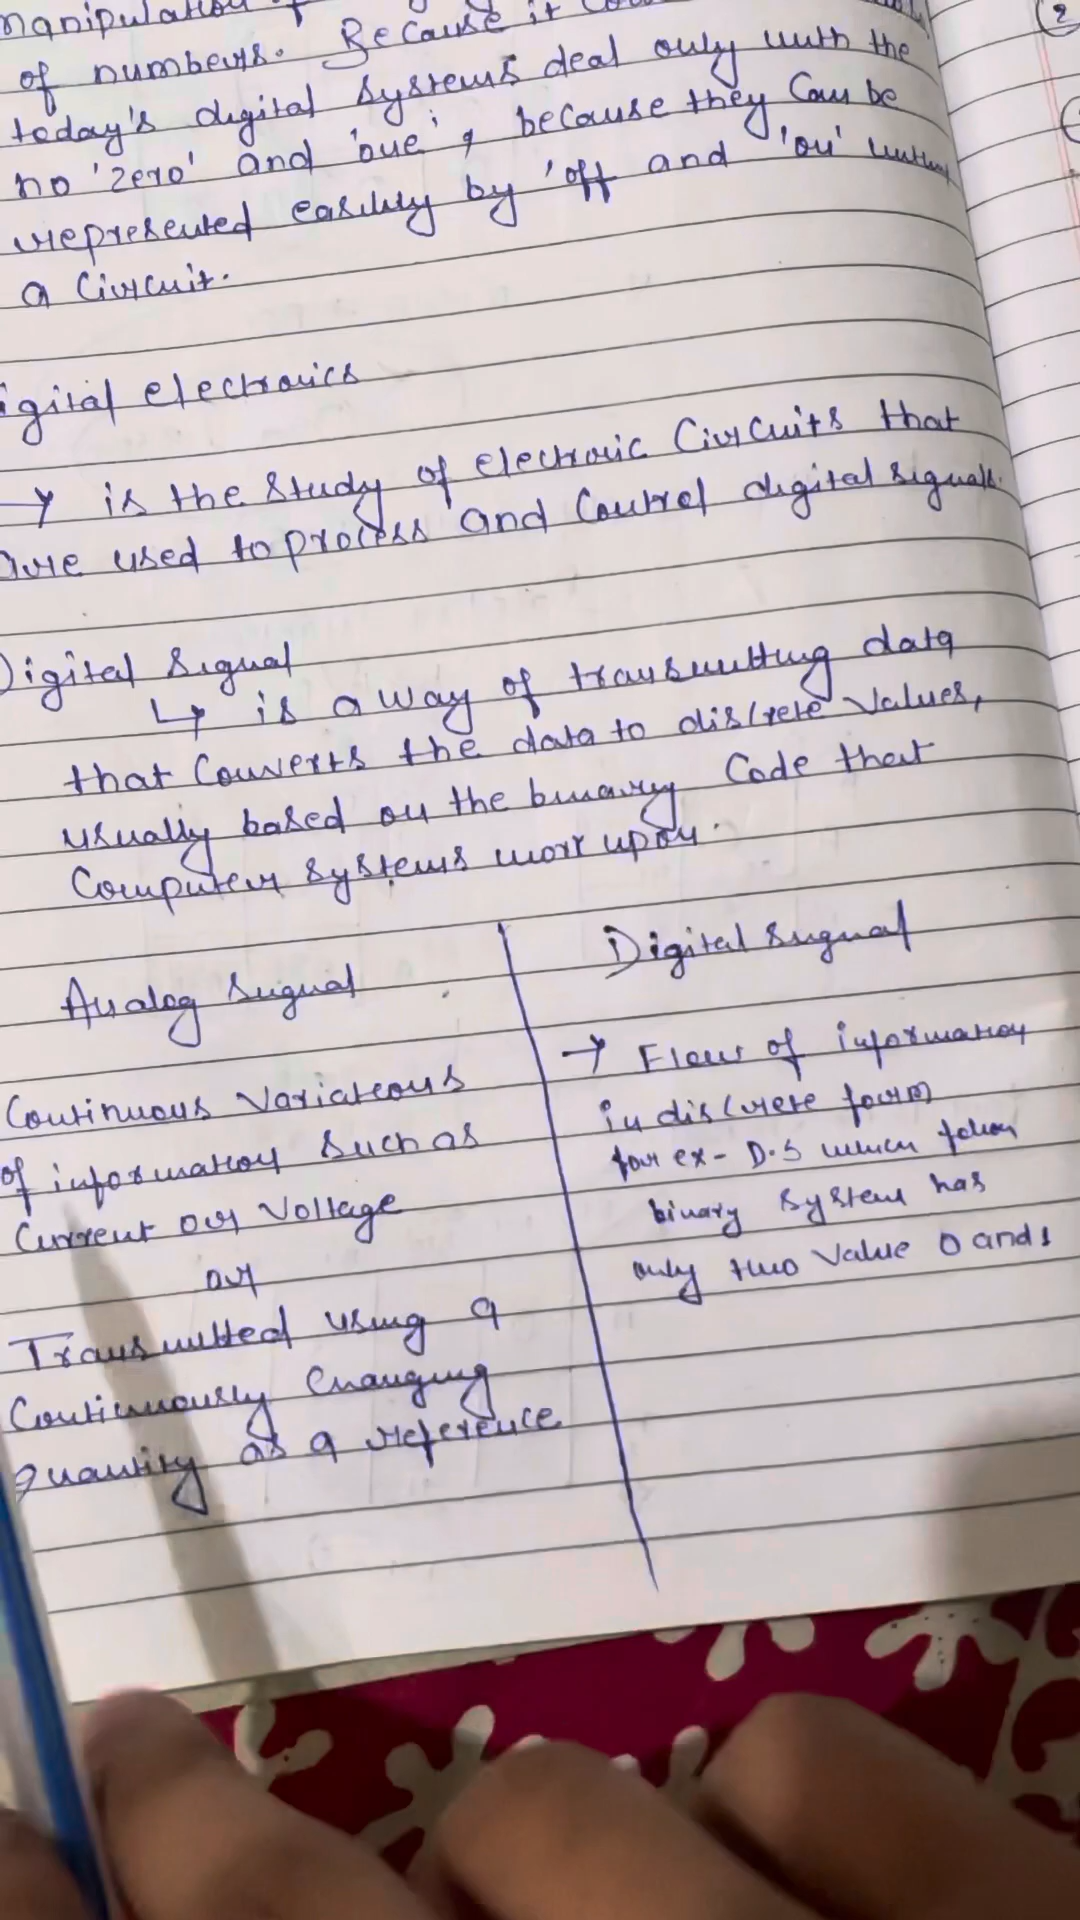 manipulation
of numbers. Because it
today's digital systems deal only with the
no 'zero' and 'one', because they can be
represented easily by 'off and 'on' within
a Circuit.
igital electronics
→ is the study of electronic Circuits that
are used to process and Control digital signals.
Digital Signal
↳ is a way of transmitting data
that Converts the data to discrete values,
usually based on the binary Code that
Computer systems work upon.
Analog Signal
Continuous Variateous
of information such as
Current or Voltage
or
Transmitted using a
Continuously Changing
quantity as a reference
Digital Signal
→ Flow of information
in discrete form
for ex- D.S which follow
binary system has
only two Value 0 and 1
2